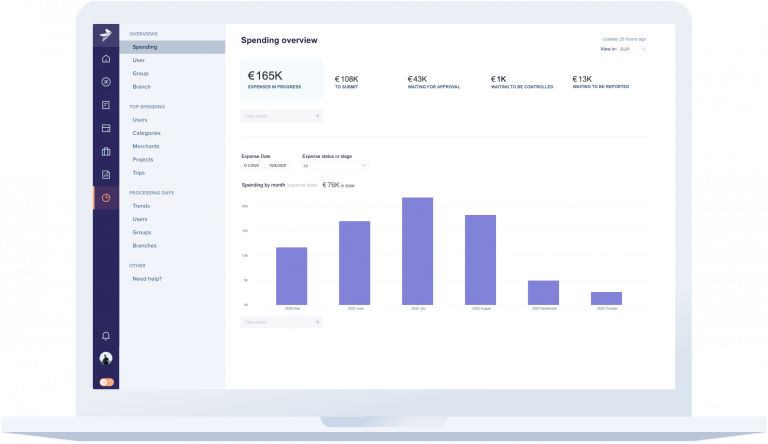 OVERVIEWS
Spending
User
Group
Branch
TOP SPENDING
Users
Categories
Merchants
Projects
Trips
PROCESSING DAYS
Trends
Users
Groups
Branches
OTHER
Need help?
Spending overview
Updated 20 hours ago
View in: EUR
€165K
EXPENSES IN PROGRESS
€108K
TO SUBMIT
€43K
WAITING FOR APPROVAL
€1K
WAITING TO BE CONTROLLED
€13K
WAITING TO BE REPORTED
View details
Expense Date
Expense status or stage
5/1/2020
10/8/2020
All
Spending by month (expense date) €76K in total
20K
15K
10K
5K
0K
2020 May
2020 June
2020 July
2020 August
2020 September
2020 October
View details